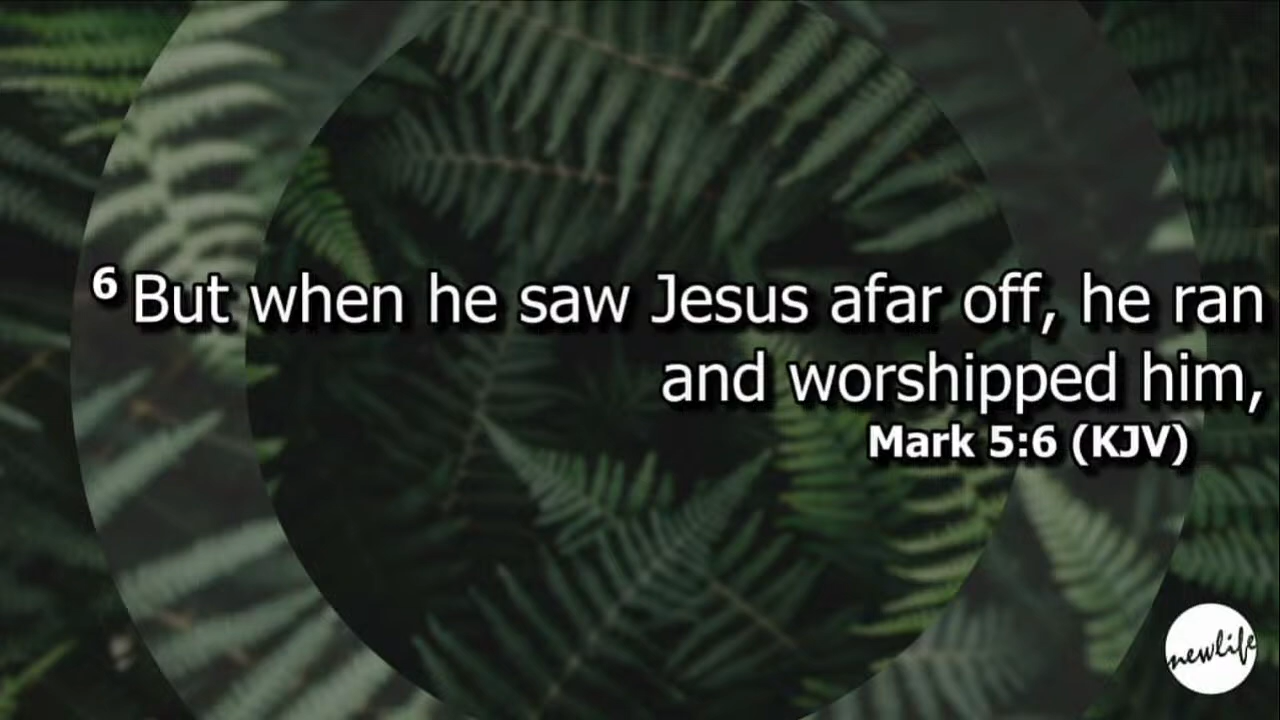 6 But when he saw Jesus afar off, he ran
and worshipped him,
Mark 5:6 (KJV)
newlife